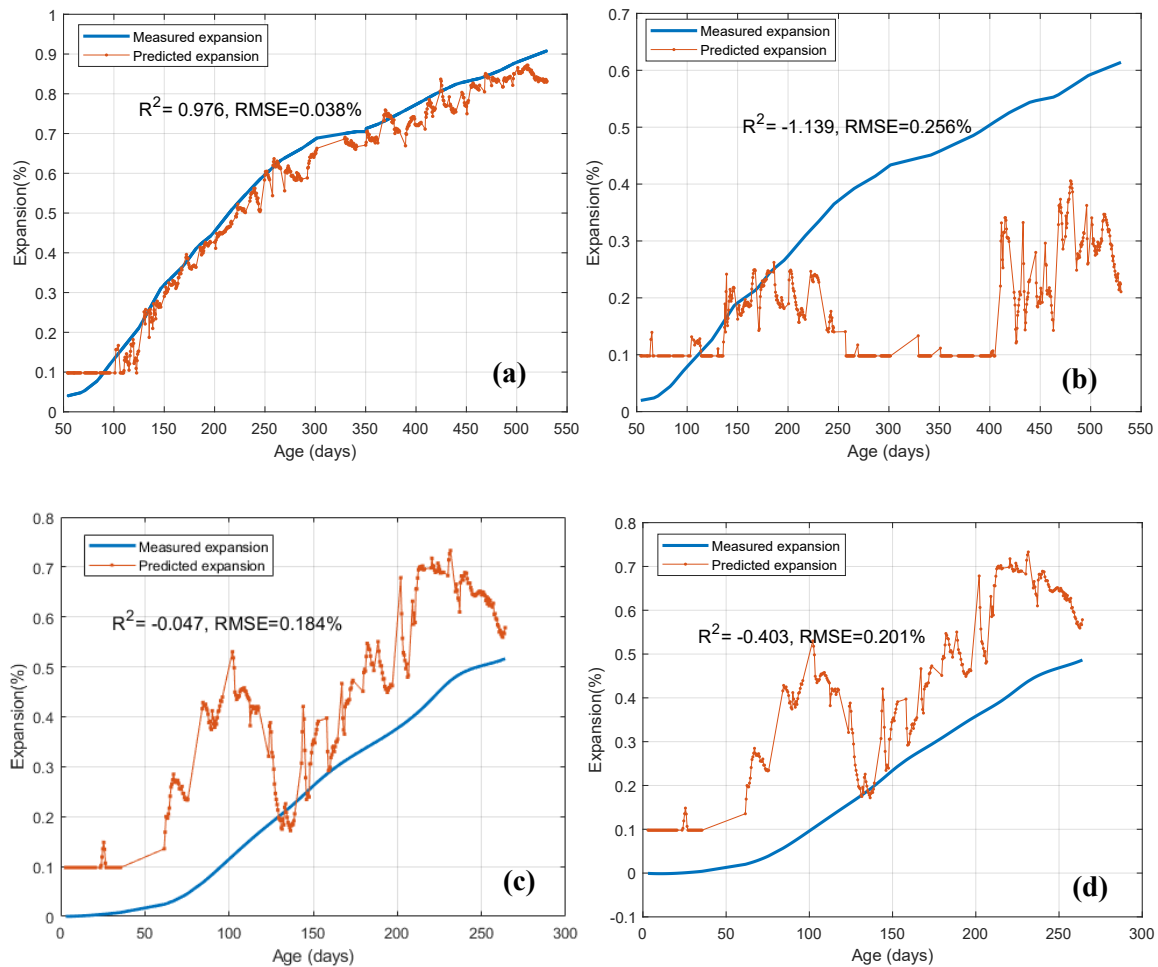 1
0.9
0.8
0.7
0.6
0.5
0.4
0.3
0.2
0.1
0
Expansion(%)
Measured expansion
Predicted expansion
R2= 0.976, RMSE=0.038%
(a)
50 100 150 200 250 300 350 400 450 500 550
Age (days)
0.7
0.6
0.5
0.4
0.3
0.2
0.1
0
Expansion(%)
Measured expansion
Predicted expansion
R2= -1.139, RMSE=0.256%
(b)
50 100 150 200 250 300 350 400 450 500 550
Age (days)
0.8
0.7
0.6
0.5
0.4
0.3
0.2
0.1
0
Expansion(%)
Measured expansion
Predicted expansion
R2= -0.047, RMSE=0.184%
(c)
0 50 100 150 200 250 300
Age (days)
0.8
0.7
0.6
0.5
0.4
0.3
0.2
0.1
0
-0.1
Expansion(%)
Measured expansion
Predicted expansion
R2= -0.403, RMSE=0.201%
(d)
0 50 100 150 200 250 300
Age (days)